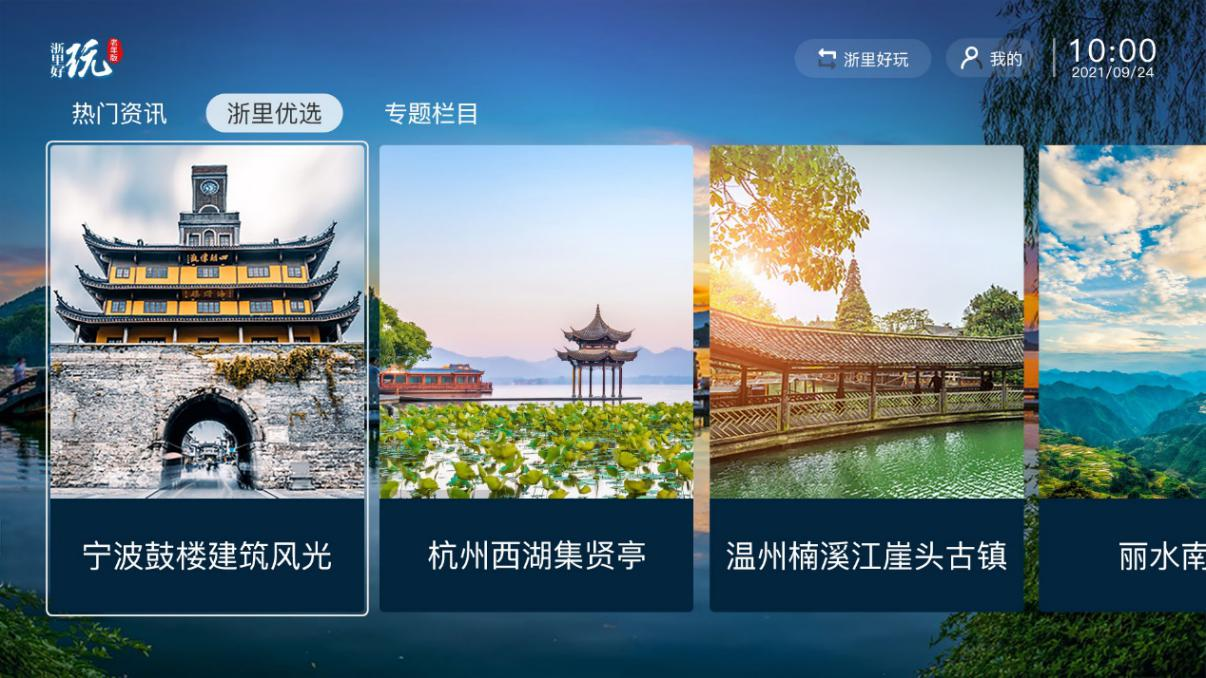 浙里好玩
老年版
浙里好玩
我的
10:00
2021/09/24
热门资讯
浙里优选
专题栏目
宁波鼓楼建筑风光
杭州西湖集贤亭
温州楠溪江崖头古镇
丽水南